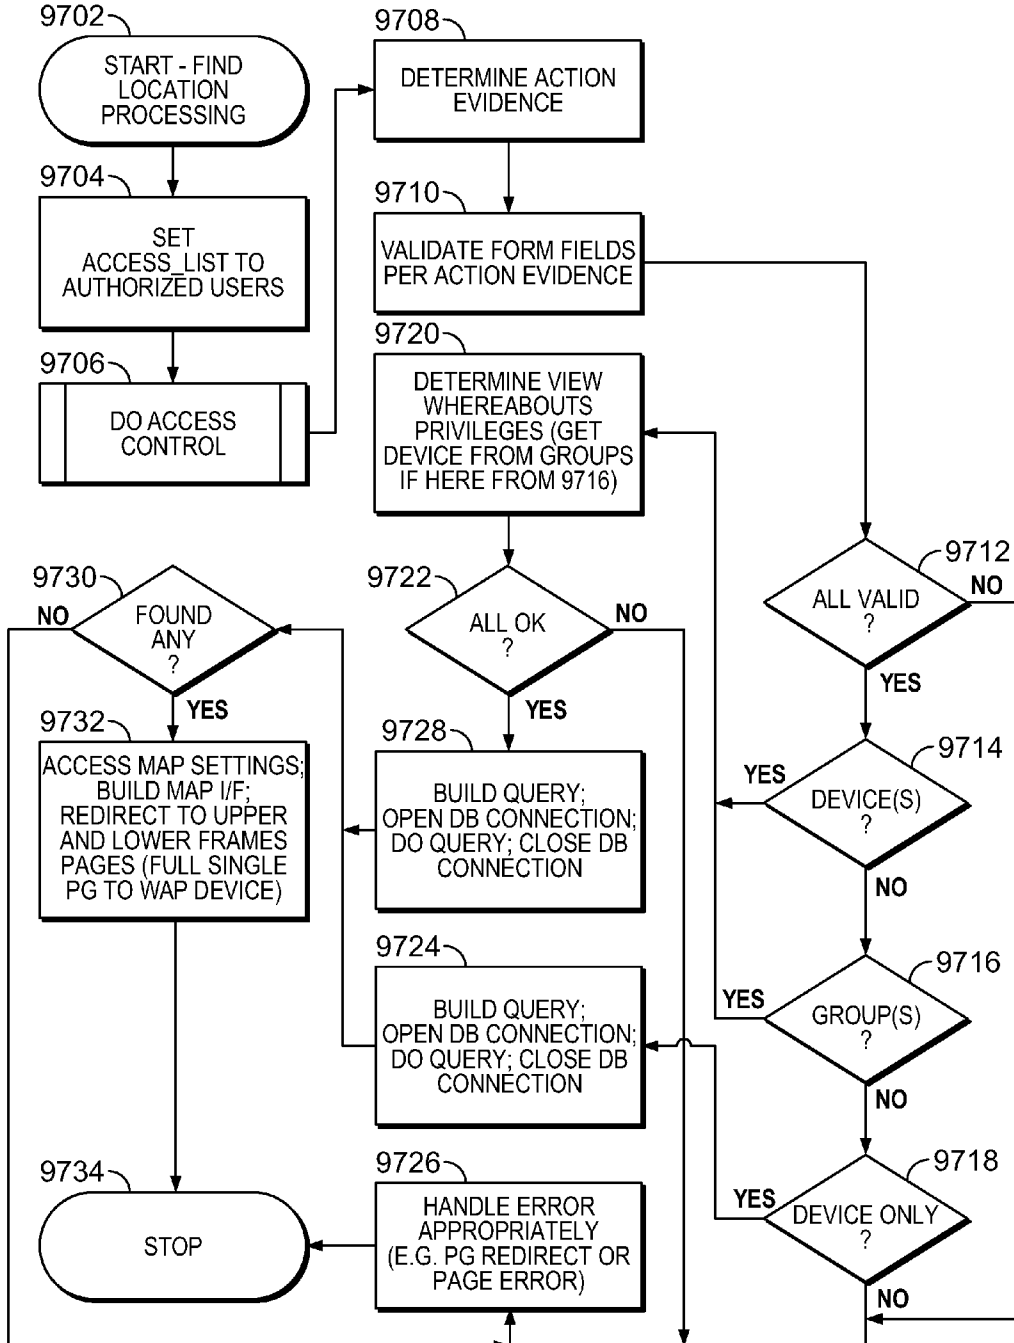 9702
START - FIND
LOCATION
PROCESSING
9704
SET
ACCESS_LIST TO
AUTHORIZED USERS
9706
DO ACCESS
CONTROL
9708
DETERMINE ACTION
EVIDENCE
9710
VALIDATE FORM FIELDS
PER ACTION EVIDENCE
9720
DETERMINE VIEW
WHEREABOUTS
PRIVILEGES (GET
DEVICE FROM GROUPS
IF HERE FROM 9716)
9712
ALL VALID
?
NO
YES
9714
DEVICE(S)
?
YES
NO
9716
GROUP(S)
?
YES
NO
9718
DEVICE ONLY
?
YES
NO
9722
ALL OK
?
NO
YES
9728
BUILD QUERY;
OPEN DB CONNECTION;
DO QUERY; CLOSE DB
CONNECTION
9724
BUILD QUERY;
OPEN DB CONNECTION;
DO QUERY; CLOSE DB
CONNECTION
9726
HANDLE ERROR
APPROPRIATELY
(E.G. PG REDIRECT OR
PAGE ERROR)
9730
FOUND
ANY
?
NO
YES
9732
ACCESS MAP SETTINGS;
BUILD MAP I/F;
REDIRECT TO UPPER
AND LOWER FRAMES
PAGES (FULL SINGLE
PG TO WAP DEVICE)
9734
STOP